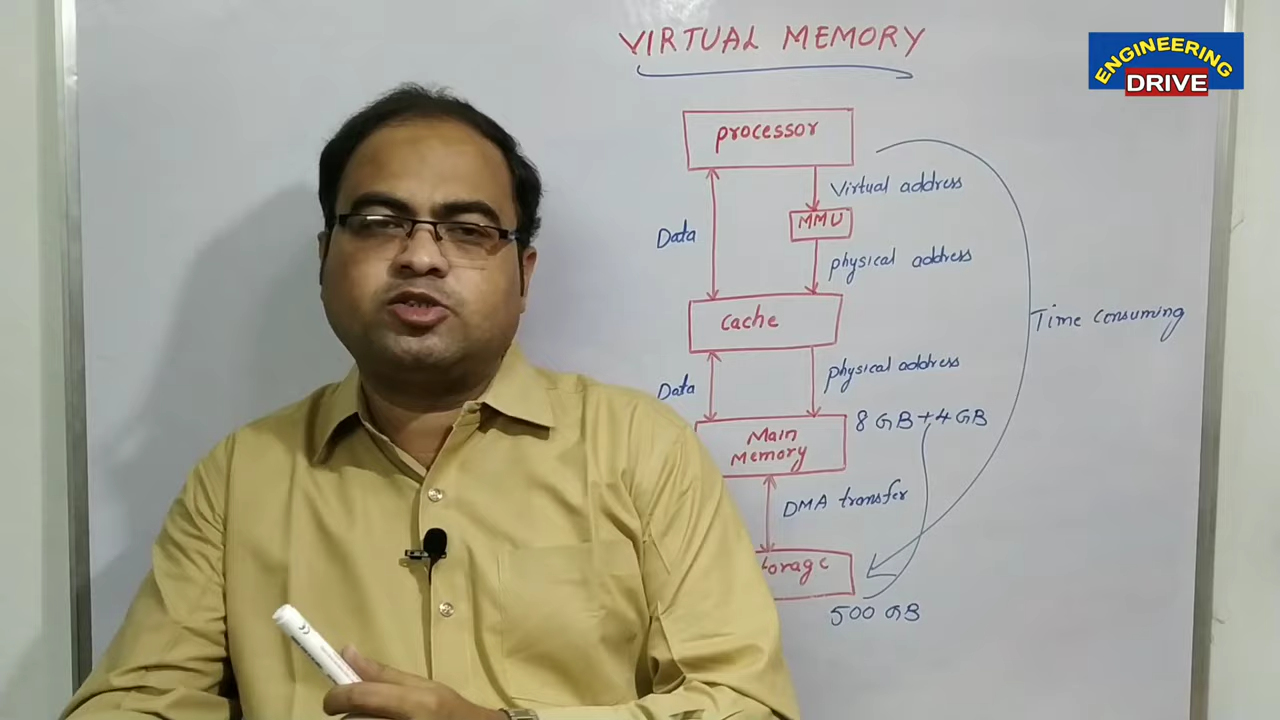 VIRTUAL MEMORY
ENGINEERING
DRIVE
processor
Virtual address
MMU
Data
physical address
cache
Time consuming
physical address
Data
8 GB + 4 GB
Main
Memory
DMA transfer
torage
500 GB